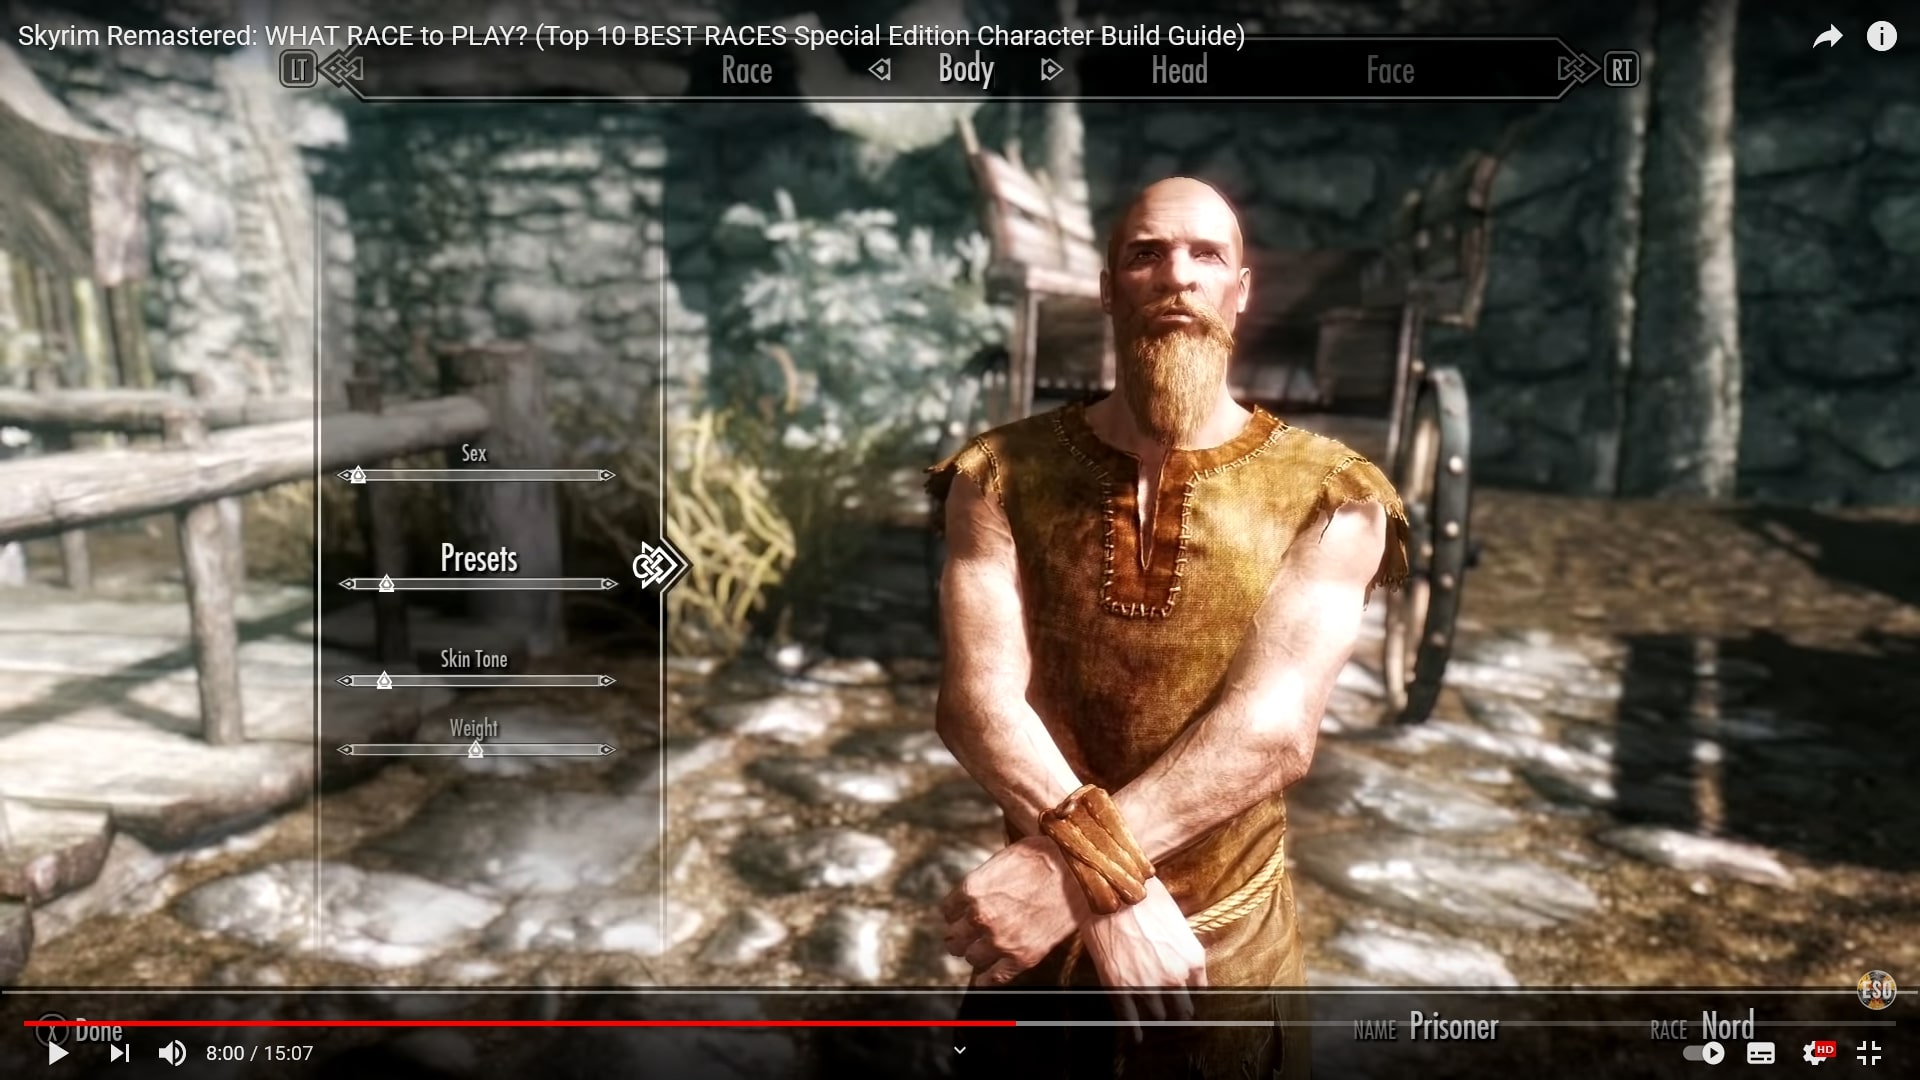 Skyrim Remastered: WHAT RACE to PLAY? (Top 10 BEST RACES Special Edition Character Build Guide)
LT Race Body Head Face RT
Sex
Presets
Skin Tone
Weight
ESO
X Done
NAME Prisoner RACE Nord
8:00 / 15:07
HD